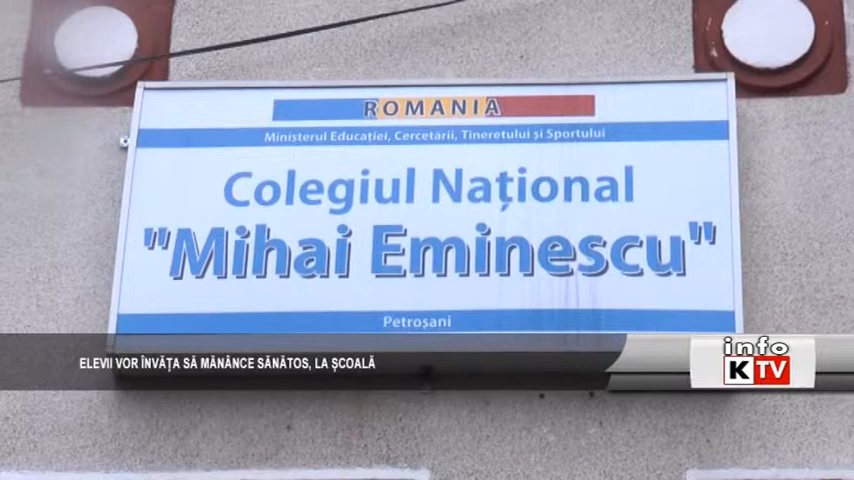 ROMANIA
Ministerul Educației, Cercetării, Tineretului și Sportului
Colegiul Național
"Mihai Eminescu"
Petroșani
ELEVII VOR ÎNVĂȚA SĂ MĂNÂNCE SĂNĂTOS, LA ȘCOALĂ
info
K TV